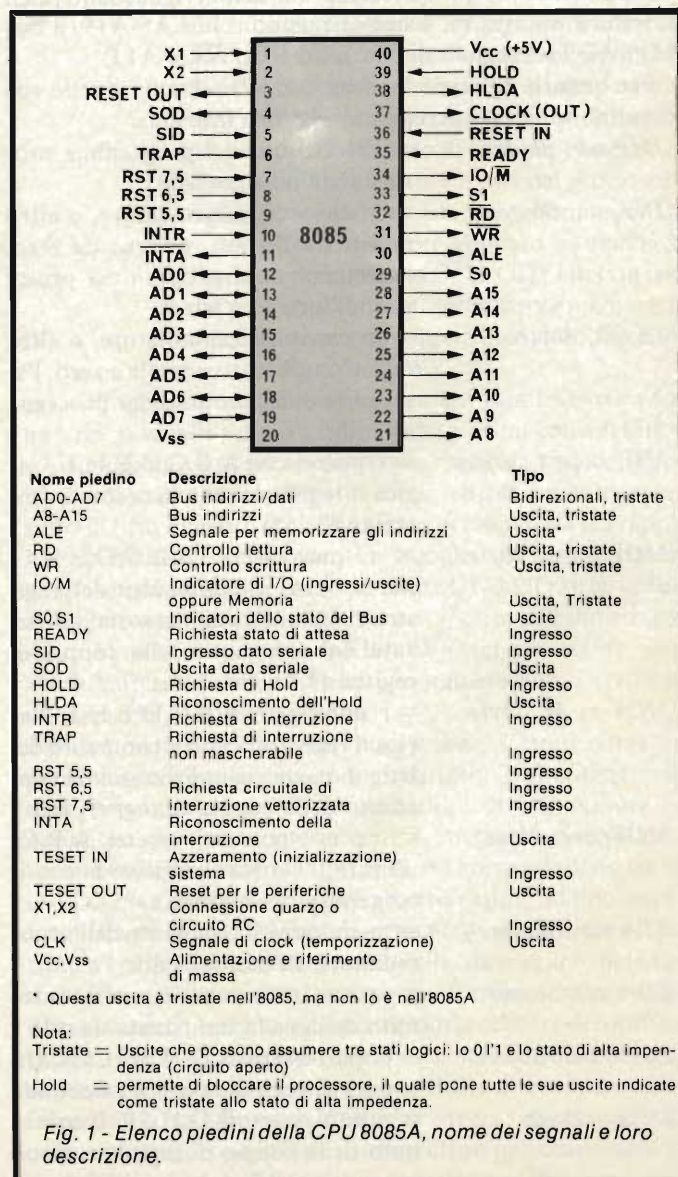 X1 1 40 Vcc (+5V)
X2 2 39 HOLD
RESET OUT 3 38 HLDA
SOD 4 37 CLOCK (OUT)
SID 5 36 RESET IN
TRAP 6 35 READY
RST 7,5 7 34 IO/M
RST 6,5 8 33 S1
RST 5,5 9 32 RD
INTR 10 8085 31 WR
INTA 11 30 ALE
AD0 12 29 S0
AD1 13 28 A15
AD2 14 27 A14
AD3 15 26 A13
AD4 16 25 A12
AD5 17 24 A11
AD6 18 23 A10
AD7 19 22 A9
Vss 20 21 A8
Nome piedino Descrizione Tipo
AD0-AD7 Bus indirizzi/dati Bidirezionali, tristate
A8-A15 Bus indirizzi Uscita, tristate
ALE Segnale per memorizzare gli indirizzi Uscita*
RD Controllo lettura Uscita, tristate
WR Controllo scrittura Uscita, tristate
IO/M Indicatore di I/O (ingressi/uscite)
oppure Memoria Uscita, Tristate
S0,S1 Indicatori dello stato del Bus Uscite
READY Richiesta stato di attesa Ingresso
SID Ingresso dato seriale Ingresso
SOD Uscita dato seriale Uscita
HOLD Richiesta di Hold Ingresso
HLDA Riconoscimento dell'Hold Uscita
INTR Richiesta di interruzione Ingresso
TRAP Richiesta di interruzione
non mascherabile Ingresso
RST 5,5 Ingresso
RST 6,5 Richiesta circuitale di Ingresso
RST 7,5 interruzione vettorizzata Ingresso
INTA Riconoscimento della
interruzione Uscita
TESET IN Azzeramento (inizializzazione)
sistema Ingresso
TESET OUT Reset per le periferiche Uscita
X1,X2 Connessione quarzo o
circuito RC Ingresso
CLK Segnale di clock (temporizzazione) Uscita
Vcc,Vss Alimentazione e riferimento
di massa
* Questa uscita è tristate nell'8085, ma non lo è nell'8085A
Nota:
Tristate = Uscite che possono assumere tre stati logici: lo 0 l'1 e lo stato di alta impen-
denza (circuito aperto)
Hold = permette di bloccare il processore, il quale pone tutte le sue uscite indicate
come tristate allo stato di alta impedenza.
Fig. 1 - Elenco piedini della CPU 8085A, nome dei segnali e loro
descrizione.